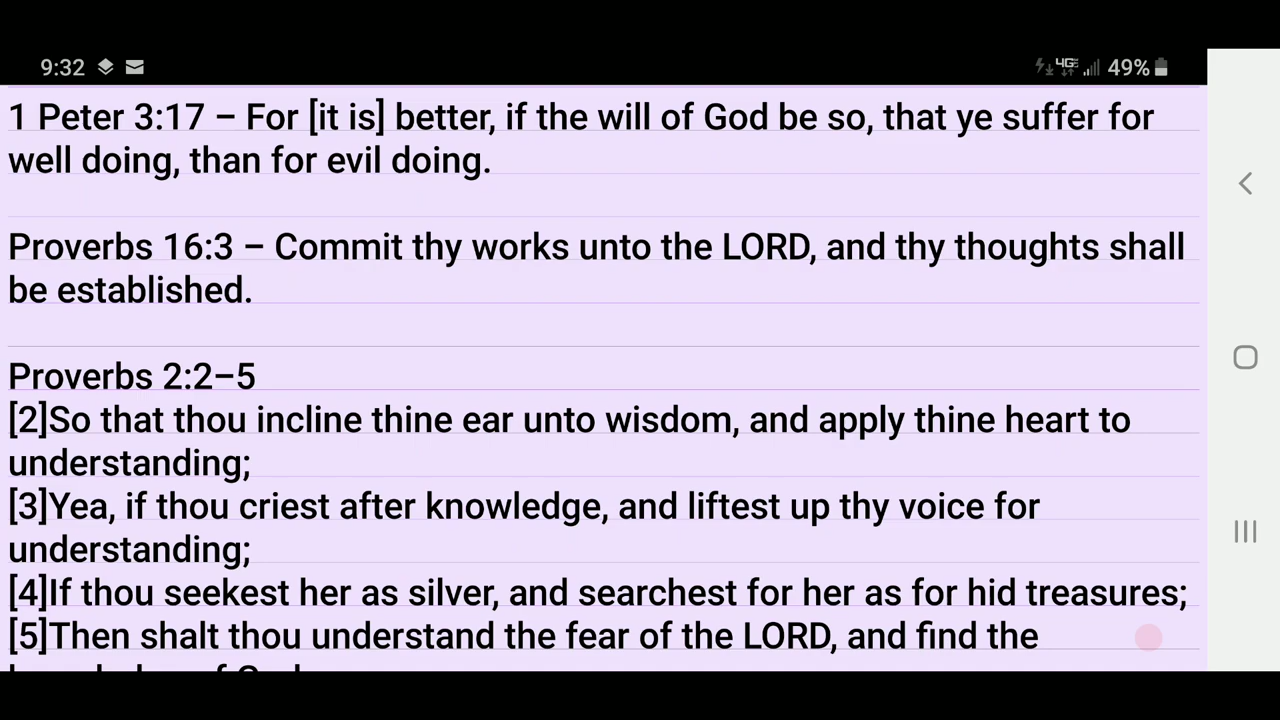 9:32 4G 49%
1 Peter 3:17 – For [it is] better, if the will of God be so, that ye suffer for
well doing, than for evil doing.
Proverbs 16:3 – Commit thy works unto the LORD, and thy thoughts shall
be established.
Proverbs 2:2–5
[2]So that thou incline thine ear unto wisdom, and apply thine heart to
understanding;
[3]Yea, if thou criest after knowledge, and liftest up thy voice for
understanding;
[4]If thou seekest her as silver, and searchest for her as for hid treasures;
[5]Then shalt thou understand the fear of the LORD, and find the